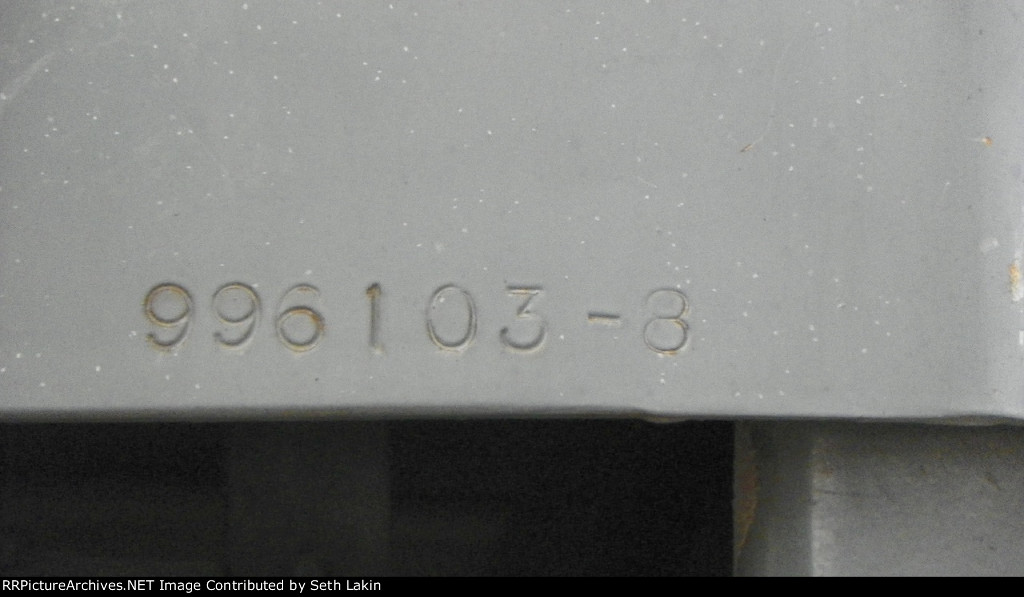 996103-8
RRPictureArchives.NET Image Contributed by Seth Lakin